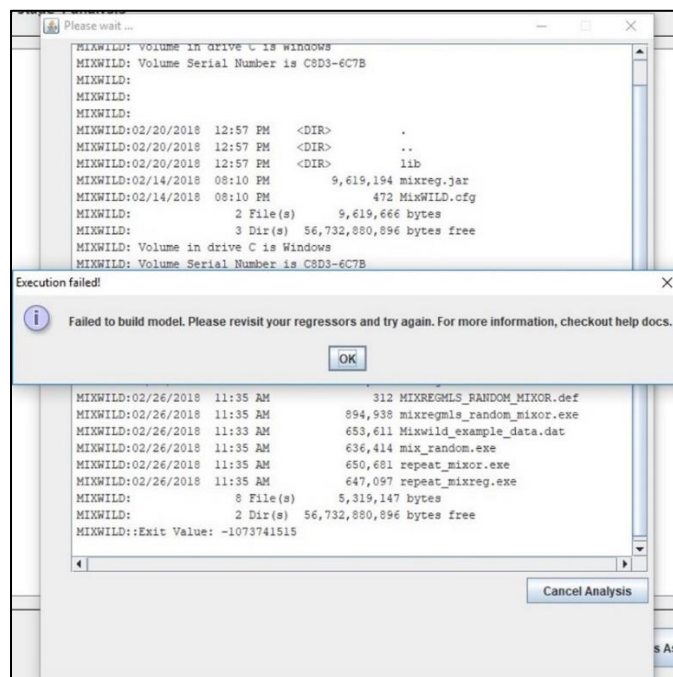 Please wait ...
MIXWILD: Volume in drive C is Windows
MIXWILD: Volume Serial Number is C8D3-6C7B
MIXWILD:
MIXWILD:
MIXWILD:
MIXWILD:02/20/2018 12:57 PM <DIR> .
MIXWILD:02/20/2018 12:57 PM <DIR> ..
MIXWILD:02/20/2018 12:57 PM <DIR> lib
MIXWILD:02/14/2018 08:10 PM 9,619,194 mixreg.jar
MIXWILD:02/14/2018 08:10 PM 472 MixWILD.cfg
MIXWILD: 2 File(s) 9,619,666 bytes
MIXWILD: 3 Dir(s) 56,732,880,896 bytes free
MIXWILD: Volume in drive C is Windows
MIXWILD: Volume Serial Number is C8D3-6C7B
Execution failed!
Failed to build model. Please revisit your regressors and try again. For more information, checkout help docs.
OK
MIXWILD:02/26/2018 11:35 AM 312 MIXREGMLS_RANDOM_MIXOR.def
MIXWILD:02/26/2018 11:35 AM 894,938 mixregmls_random_mixor.exe
MIXWILD:02/26/2018 11:33 AM 653,611 Mixwild_example_data.dat
MIXWILD:02/26/2018 11:35 AM 636,414 mix_random.exe
MIXWILD:02/26/2018 11:35 AM 650,681 repeat_mixor.exe
MIXWILD:02/26/2018 11:35 AM 647,097 repeat_mixreg.exe
MIXWILD: 8 File(s) 5,319,147 bytes
MIXWILD: 2 Dir(s) 56,732,880,896 bytes free
MIXWILD::Exit Value: -1073741515
Cancel Analysis